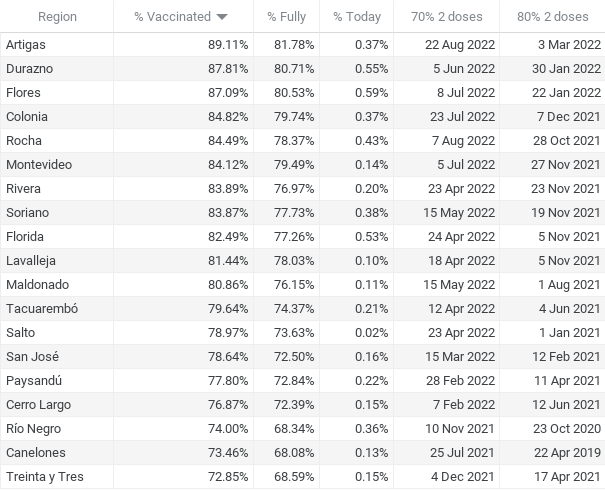 Region % Vaccinated % Fully % Today 70% 2 doses 80% 2 doses
Artigas 89.11% 81.78% 0.37% 22 Aug 2022 3 Mar 2022
Durazno 87.81% 80.71% 0.55% 5 Jun 2022 30 Jan 2022
Flores 87.09% 80.53% 0.59% 8 Jul 2022 22 Jan 2022
Colonia 84.82% 79.74% 0.37% 23 Jul 2022 7 Dec 2021
Rocha 84.49% 78.37% 0.43% 7 Aug 2022 28 Oct 2021
Montevideo 84.12% 79.49% 0.14% 5 Jul 2022 27 Nov 2021
Rivera 83.89% 76.97% 0.20% 23 Apr 2022 23 Nov 2021
Soriano 83.87% 77.73% 0.38% 15 May 2022 19 Nov 2021
Florida 82.49% 77.26% 0.53% 24 Apr 2022 5 Nov 2021
Lavalleja 81.44% 78.03% 0.10% 18 Apr 2022 5 Nov 2021
Maldonado 80.86% 76.15% 0.11% 15 May 2022 1 Aug 2021
Tacuarembó 79.64% 74.37% 0.21% 12 Apr 2022 4 Jun 2021
Salto 78.97% 73.63% 0.02% 23 Apr 2022 1 Jan 2021
San José 78.64% 72.50% 0.16% 15 Mar 2022 12 Feb 2021
Paysandú 77.80% 72.84% 0.22% 28 Feb 2022 11 Apr 2021
Cerro Largo 76.87% 72.39% 0.15% 7 Feb 2022 12 Jun 2021
Río Negro 74.00% 68.34% 0.36% 10 Nov 2021 23 Oct 2020
Canelones 73.46% 68.08% 0.13% 25 Jul 2021 22 Apr 2019
Treinta y Tres 72.85% 68.59% 0.15% 4 Dec 2021 17 Apr 2021